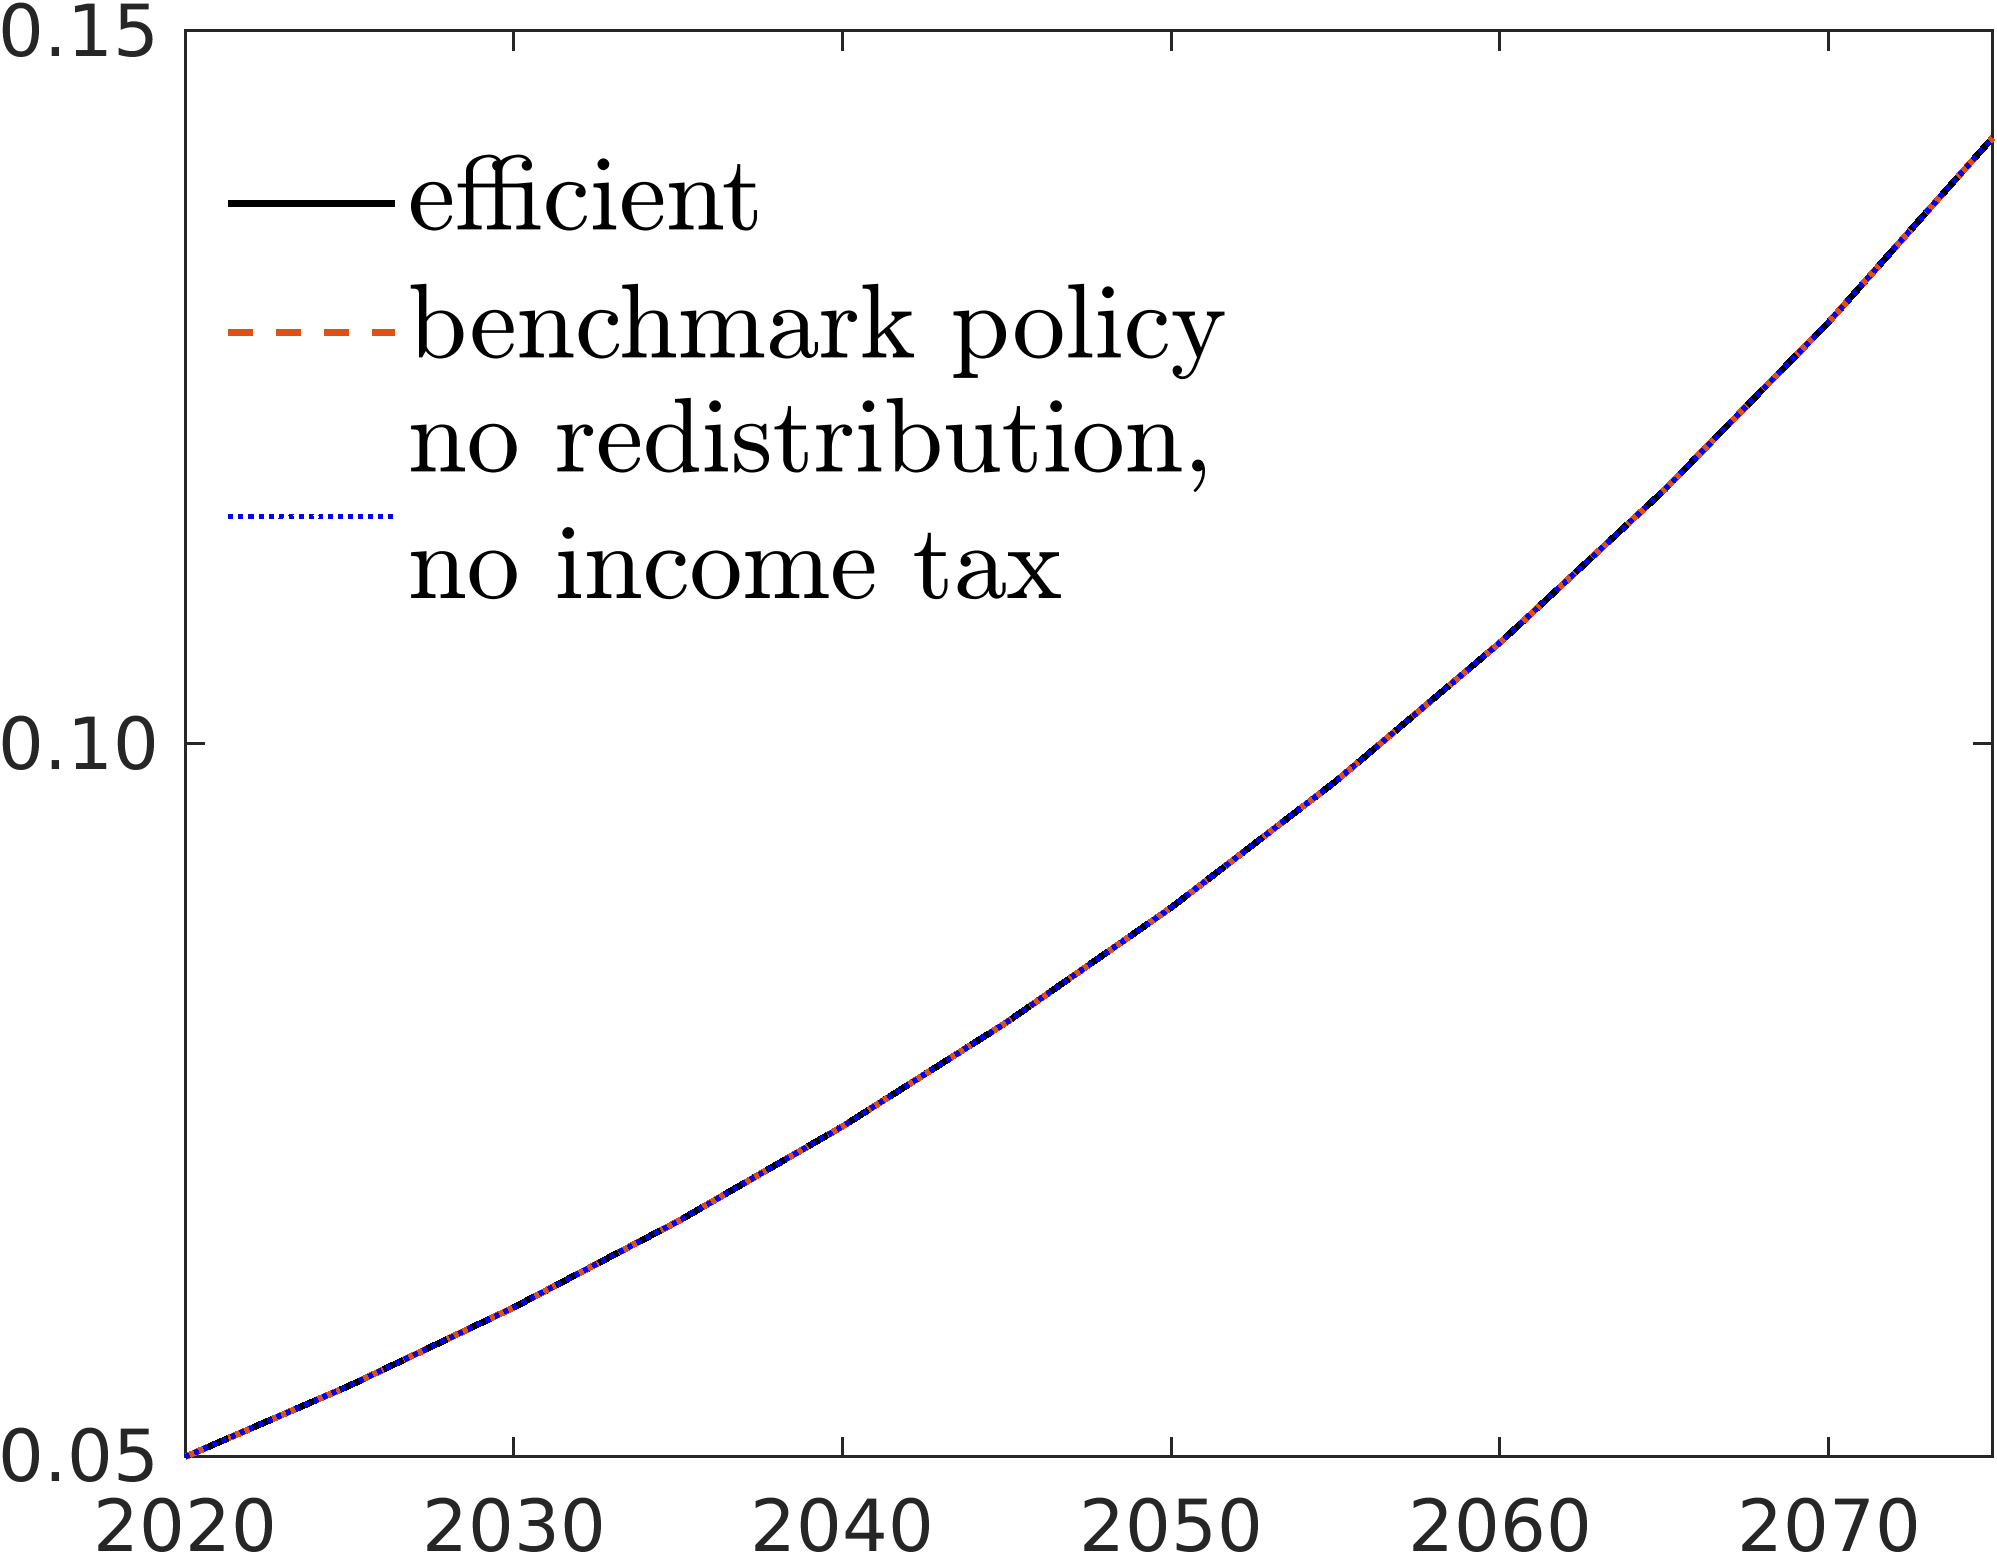 0.15
efficient
benchmark policy
no redistribution,
no income tax
0.10
0.05
2020 2030 2040 2050 2060 2070